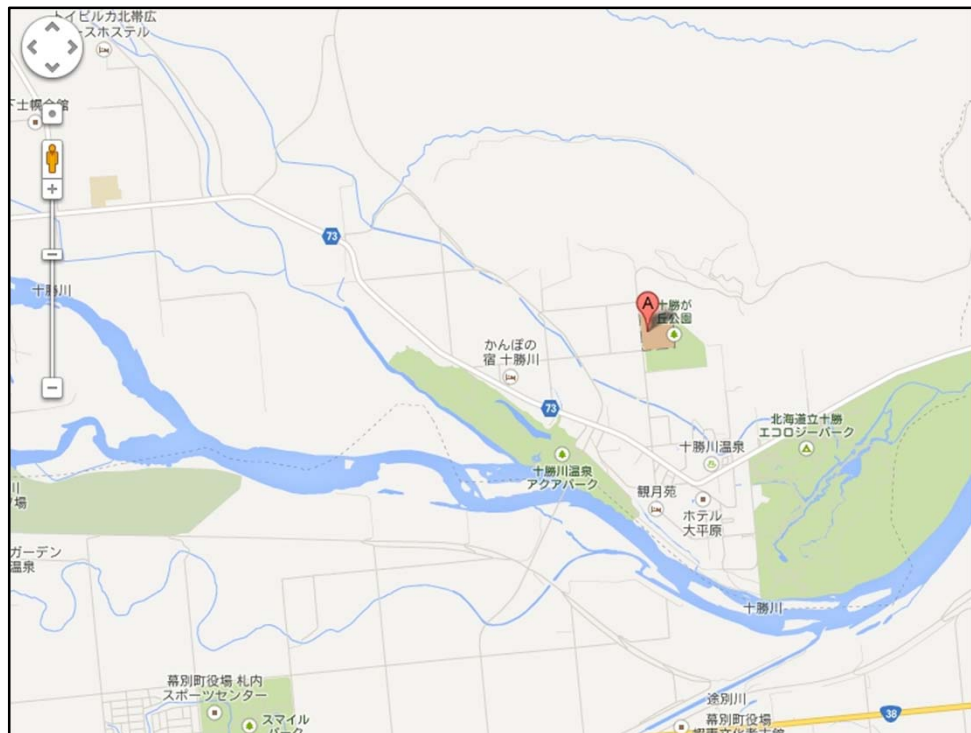 トイピルカ北帯広
ースホステル
下士幌会館
73
十勝川
A
十勝が
丘公園
かんぽの
宿 十勝川
73
北海道立十勝
エコロジーパーク
十勝川温泉
十勝川温泉
アクアパーク
観月苑
ホテル
大平原
川
場
ガーデン
温泉
十勝川
幕別町役場 札内
スポーツセンター
スマイル
パーク
途別川
38
幕別町役場